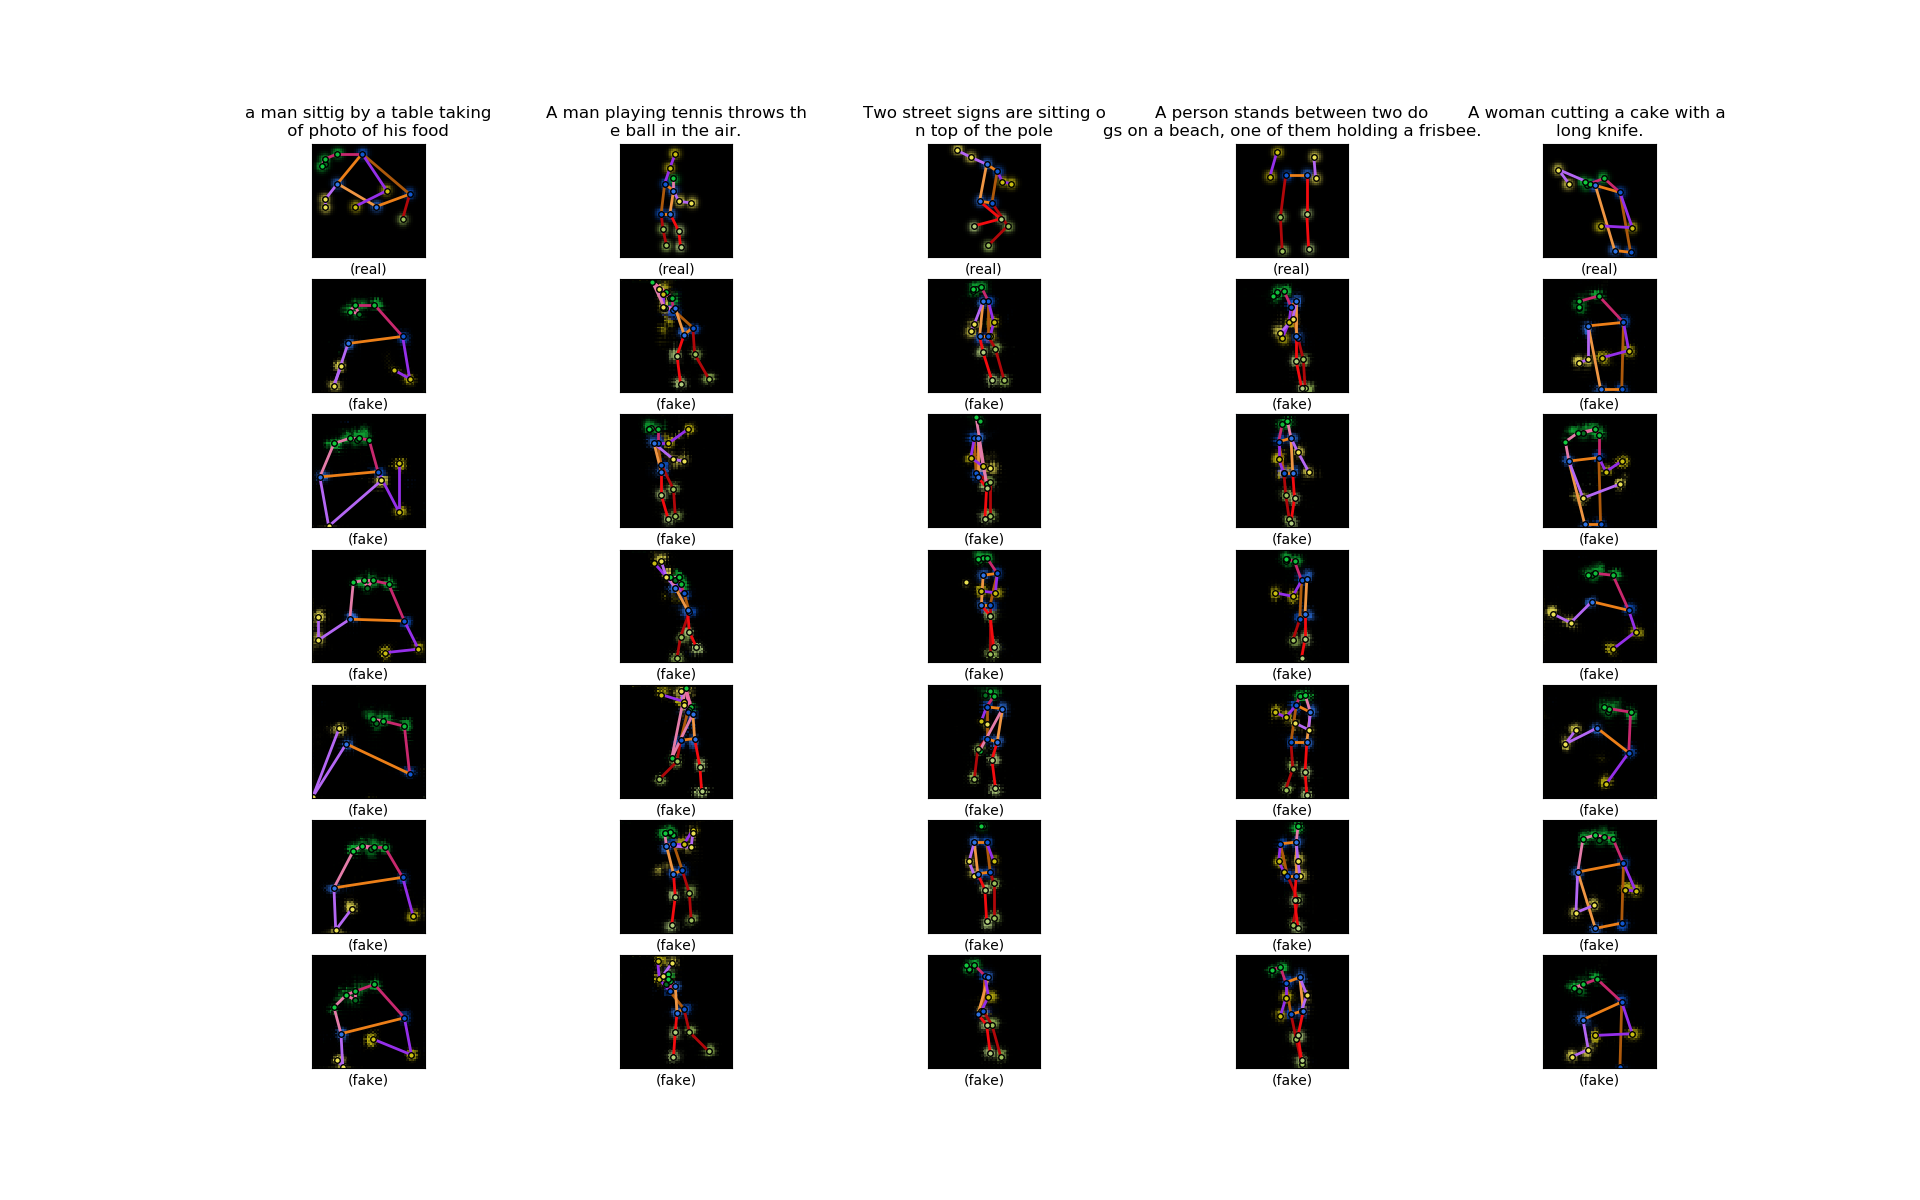 a man sittig by a table taking
of photo of his food
A man playing tennis throws th
e ball in the air.
Two street signs are sitting o
n top of the pole
A person stands between two do
gs on a beach, one of them holding a frisbee.
A woman cutting a cake with a
long knife.
(real) (real) (real) (real) (real)
(fake) (fake) (fake) (fake) (fake)
(fake) (fake) (fake) (fake) (fake)
(fake) (fake) (fake) (fake) (fake)
(fake) (fake) (fake) (fake) (fake)
(fake) (fake) (fake) (fake) (fake)
(fake) (fake) (fake) (fake) (fake)